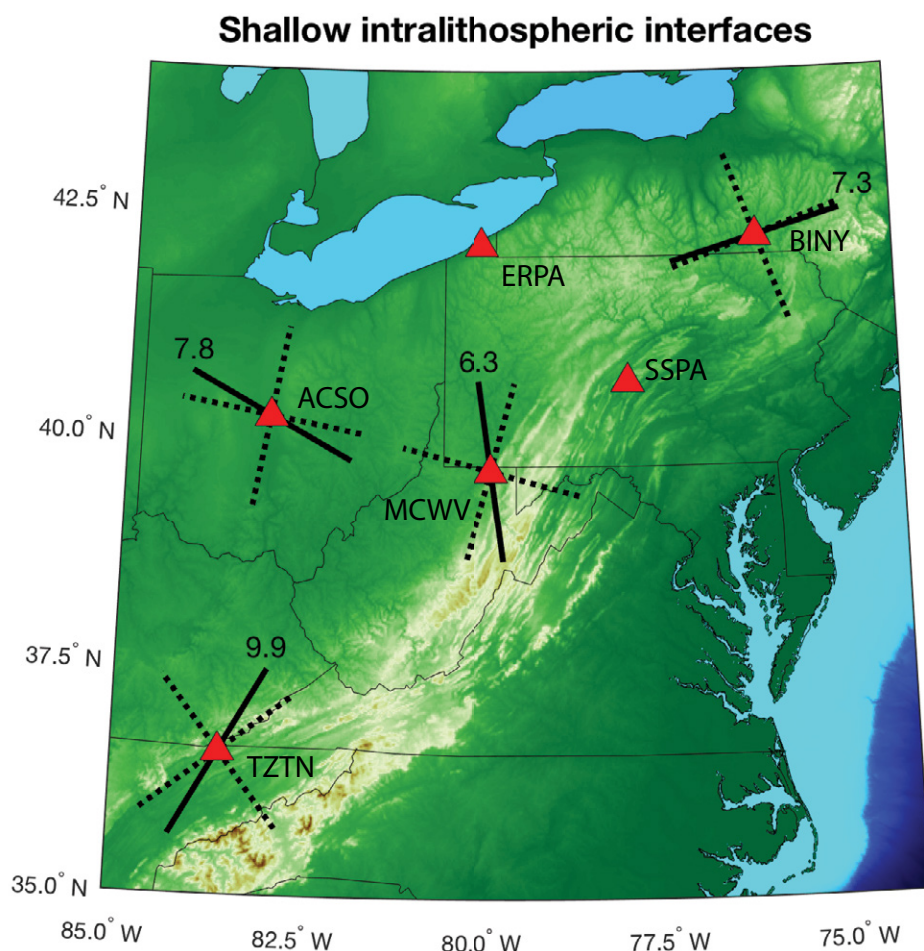 Shallow intralithospheric interfaces
42.5° N
7.3
BINY
ERPA
7.8
6.3
ACSO
SSPA
40.0° N
MCWV
37.5° N
9.9
TZTN
35.0° N
85.0° W
82.5° W
80.0° W
77.5° W
75.0° W